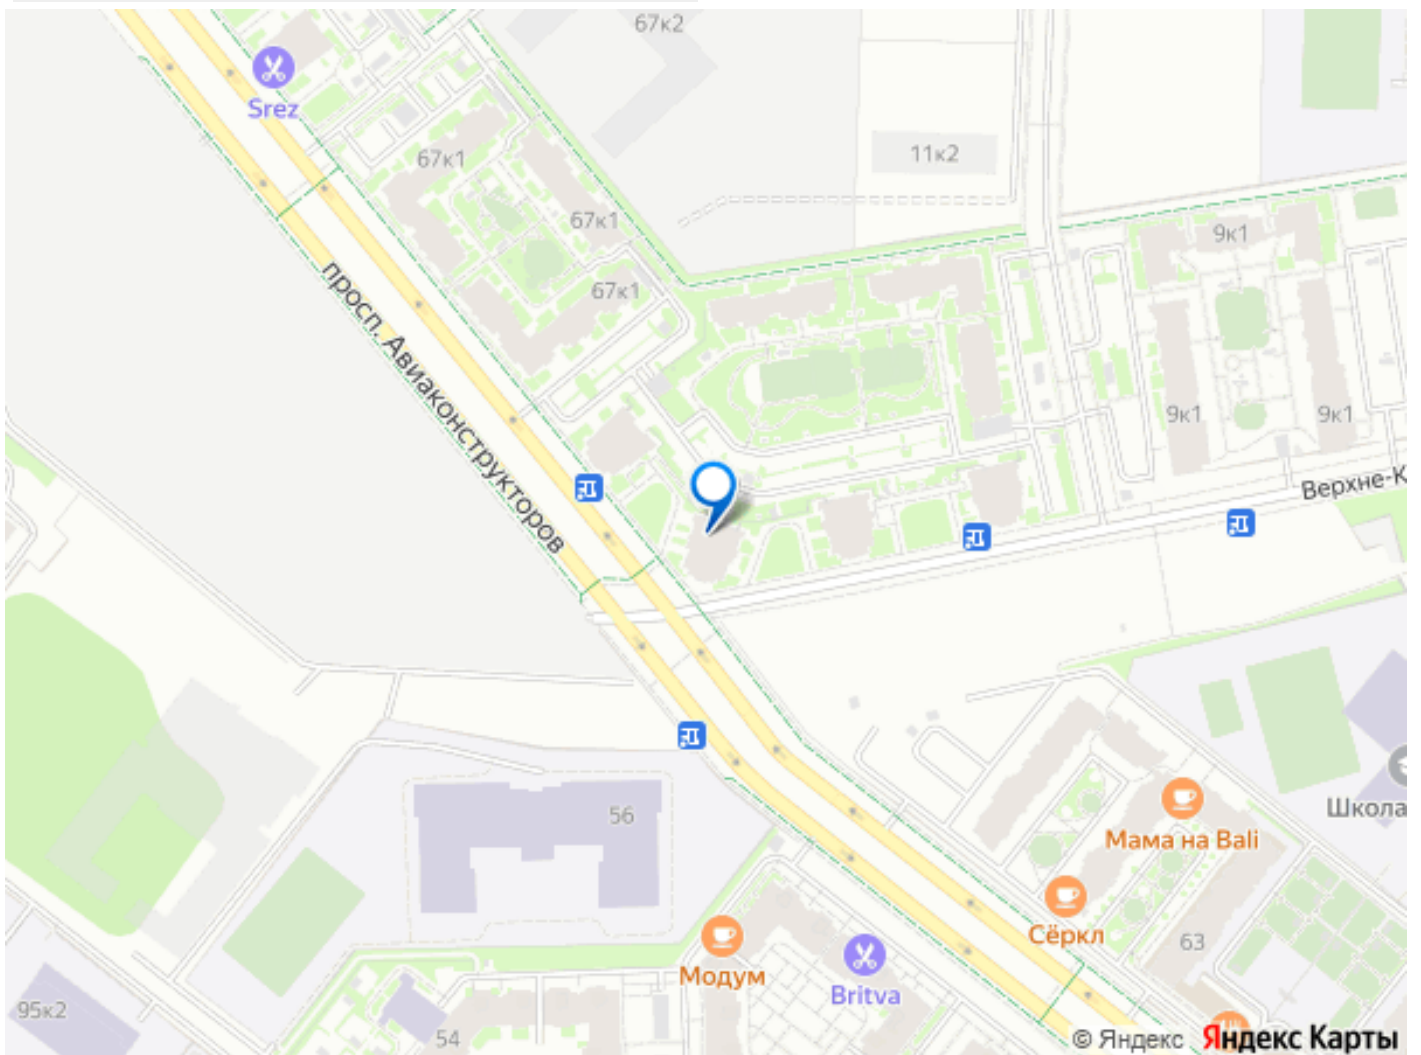 67к2
Srez
67к1
11к2
67к1
9к1
67к1
просп. Авиаконструкторов
9к1
9к1
Верхне-К
56
Школа
Мама на Bali
Сёркл
63
Модум
Britva
95к2
54
© Яндекс Яндекс Карты